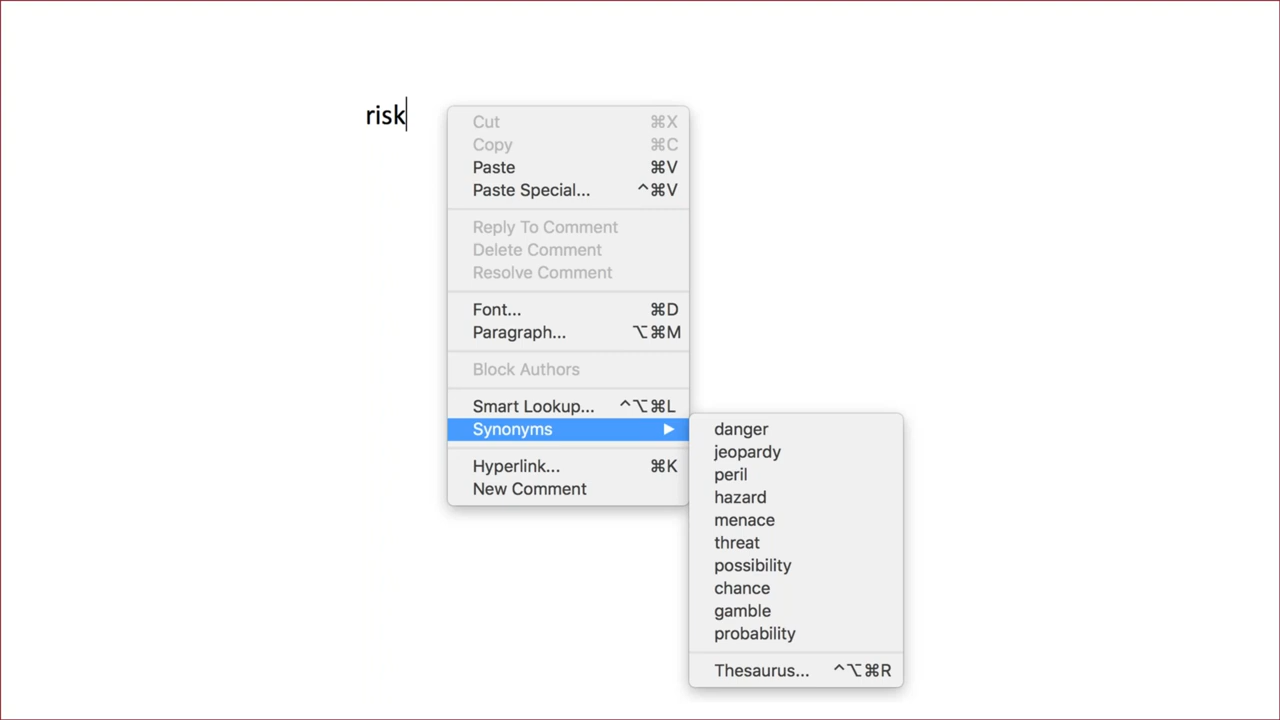 risk
Cut ⌘X
Copy ⌘C
Paste ⌘V
Paste Special... ^⌘V
Reply To Comment
Delete Comment
Resolve Comment
Font... ⌘D
Paragraph... ⌥⌘M
Block Authors
Smart Lookup... ^⌥⌘L
Synonyms ▶
Hyperlink... ⌘K
New Comment
danger
jeopardy
peril
hazard
menace
threat
possibility
chance
gamble
probability
Thesaurus... ^⌥⌘R